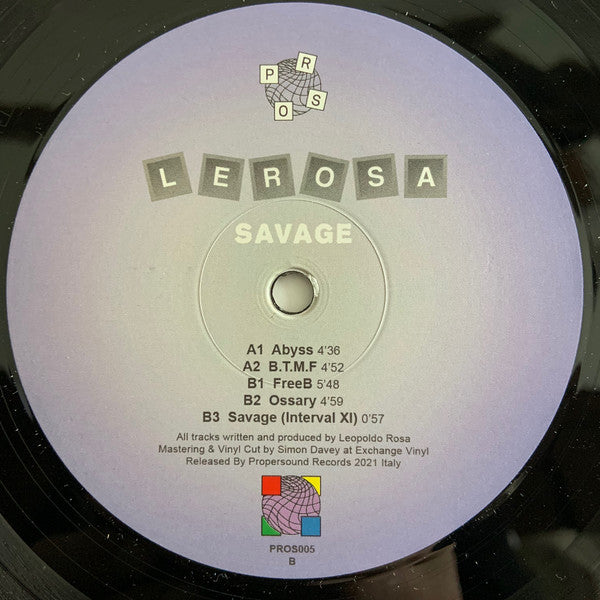 PROS
LEROSA
SAVAGE
A1 Abyss 4'36
A2 B.T.M.F 4'52
B1 FreeB 5'48
B2 Ossary 4'59
B3 Savage (Interval XI) 0'57
All tracks written and produced by Leopoldo Rosa
Mastering & Vinyl Cut by Simon Davey at Exchange Vinyl
Released By Propersound Records 2021 Italy
PROS005
B